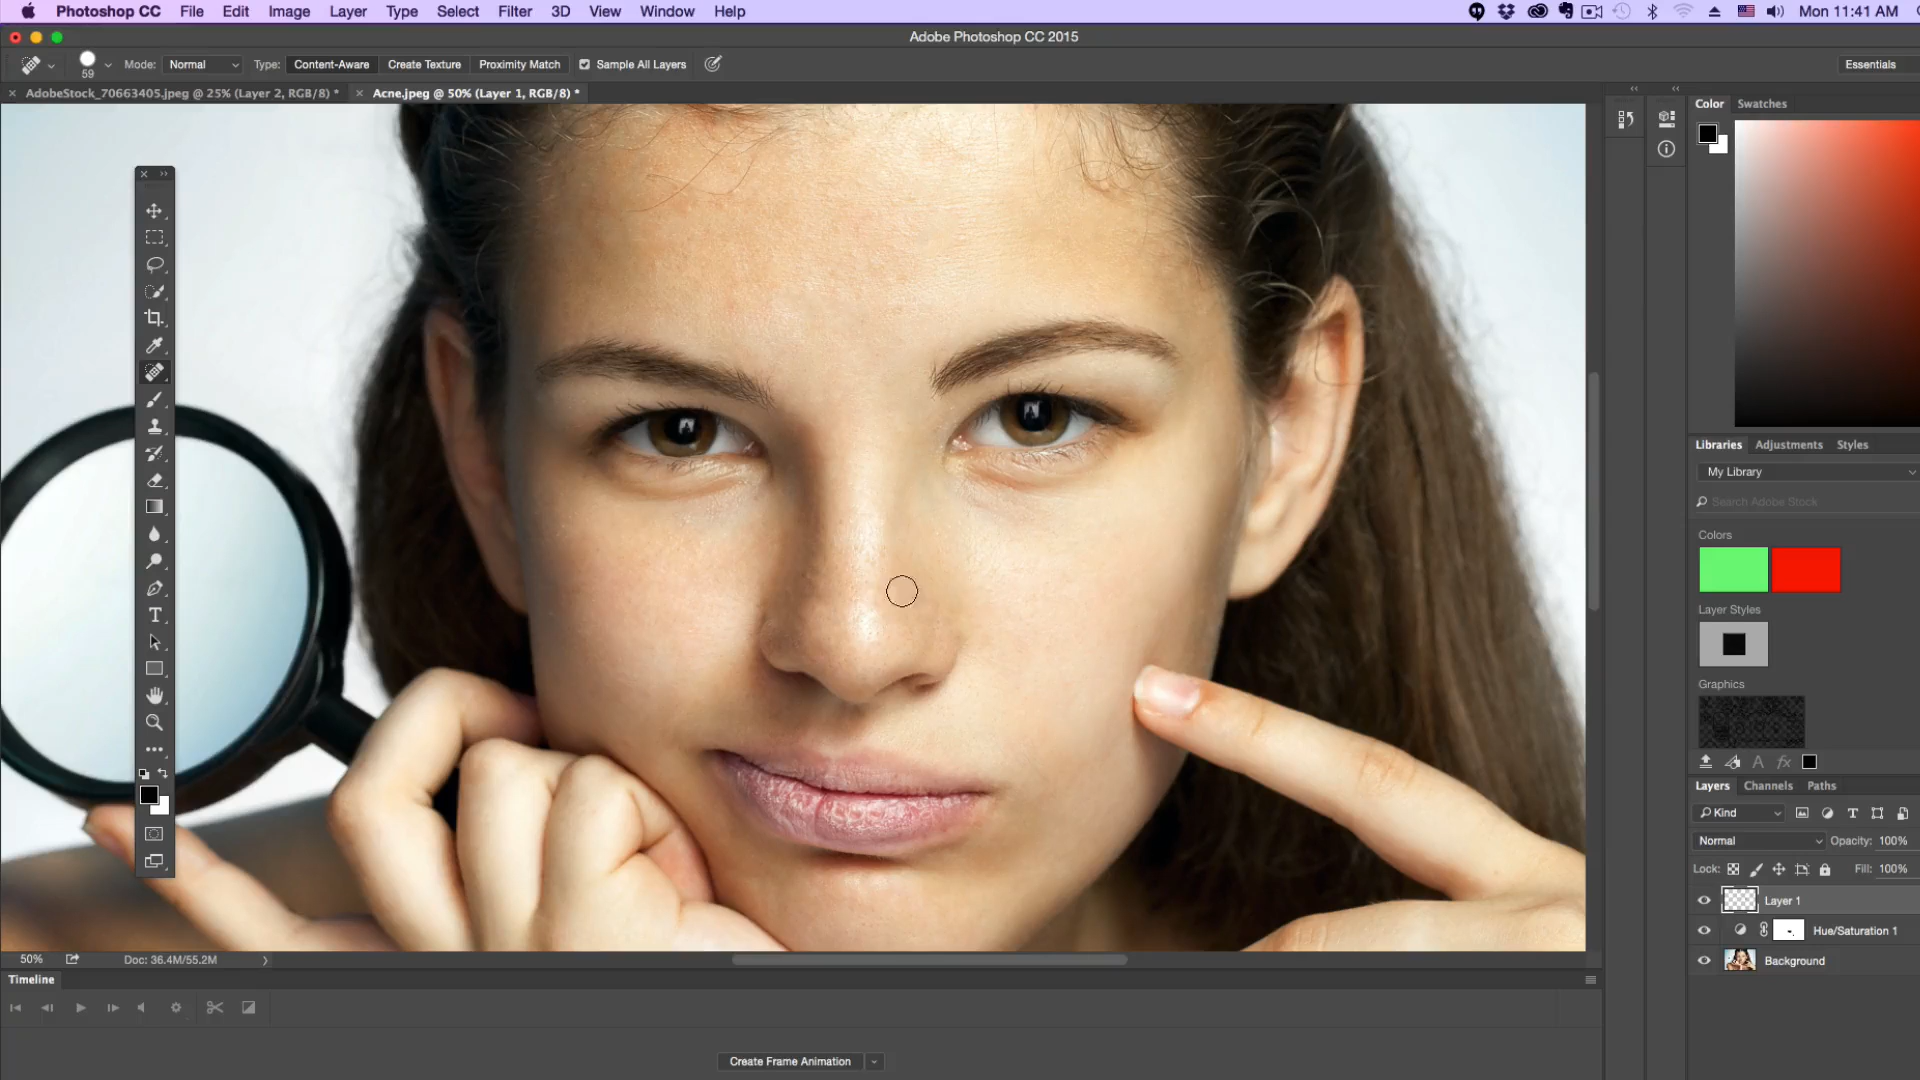 Photoshop CC File Edit Image Layer Type Select Filter 3D View Window Help Mon 11:41 AM
Adobe Photoshop CC 2015
59 Mode: Normal Type: Content-Aware Create Texture Proximity Match Sample All Layers Essentials
AdobeStock_70663405.jpeg @ 25% (Layer 2, RGB/8) * Acne.jpeg @ 50% (Layer 1, RGB/8) *
Color Swatches
Libraries Adjustments Styles
My Library
Search Adobe Stock
Colors
Layer Styles
Graphics
Layers Channels Paths
Kind
Normal Opacity: 100%
Lock: Fill: 100%
Layer 1
Hue/Saturation 1
Background
50% Doc: 36.4M/55.2M
Timeline
Create Frame Animation